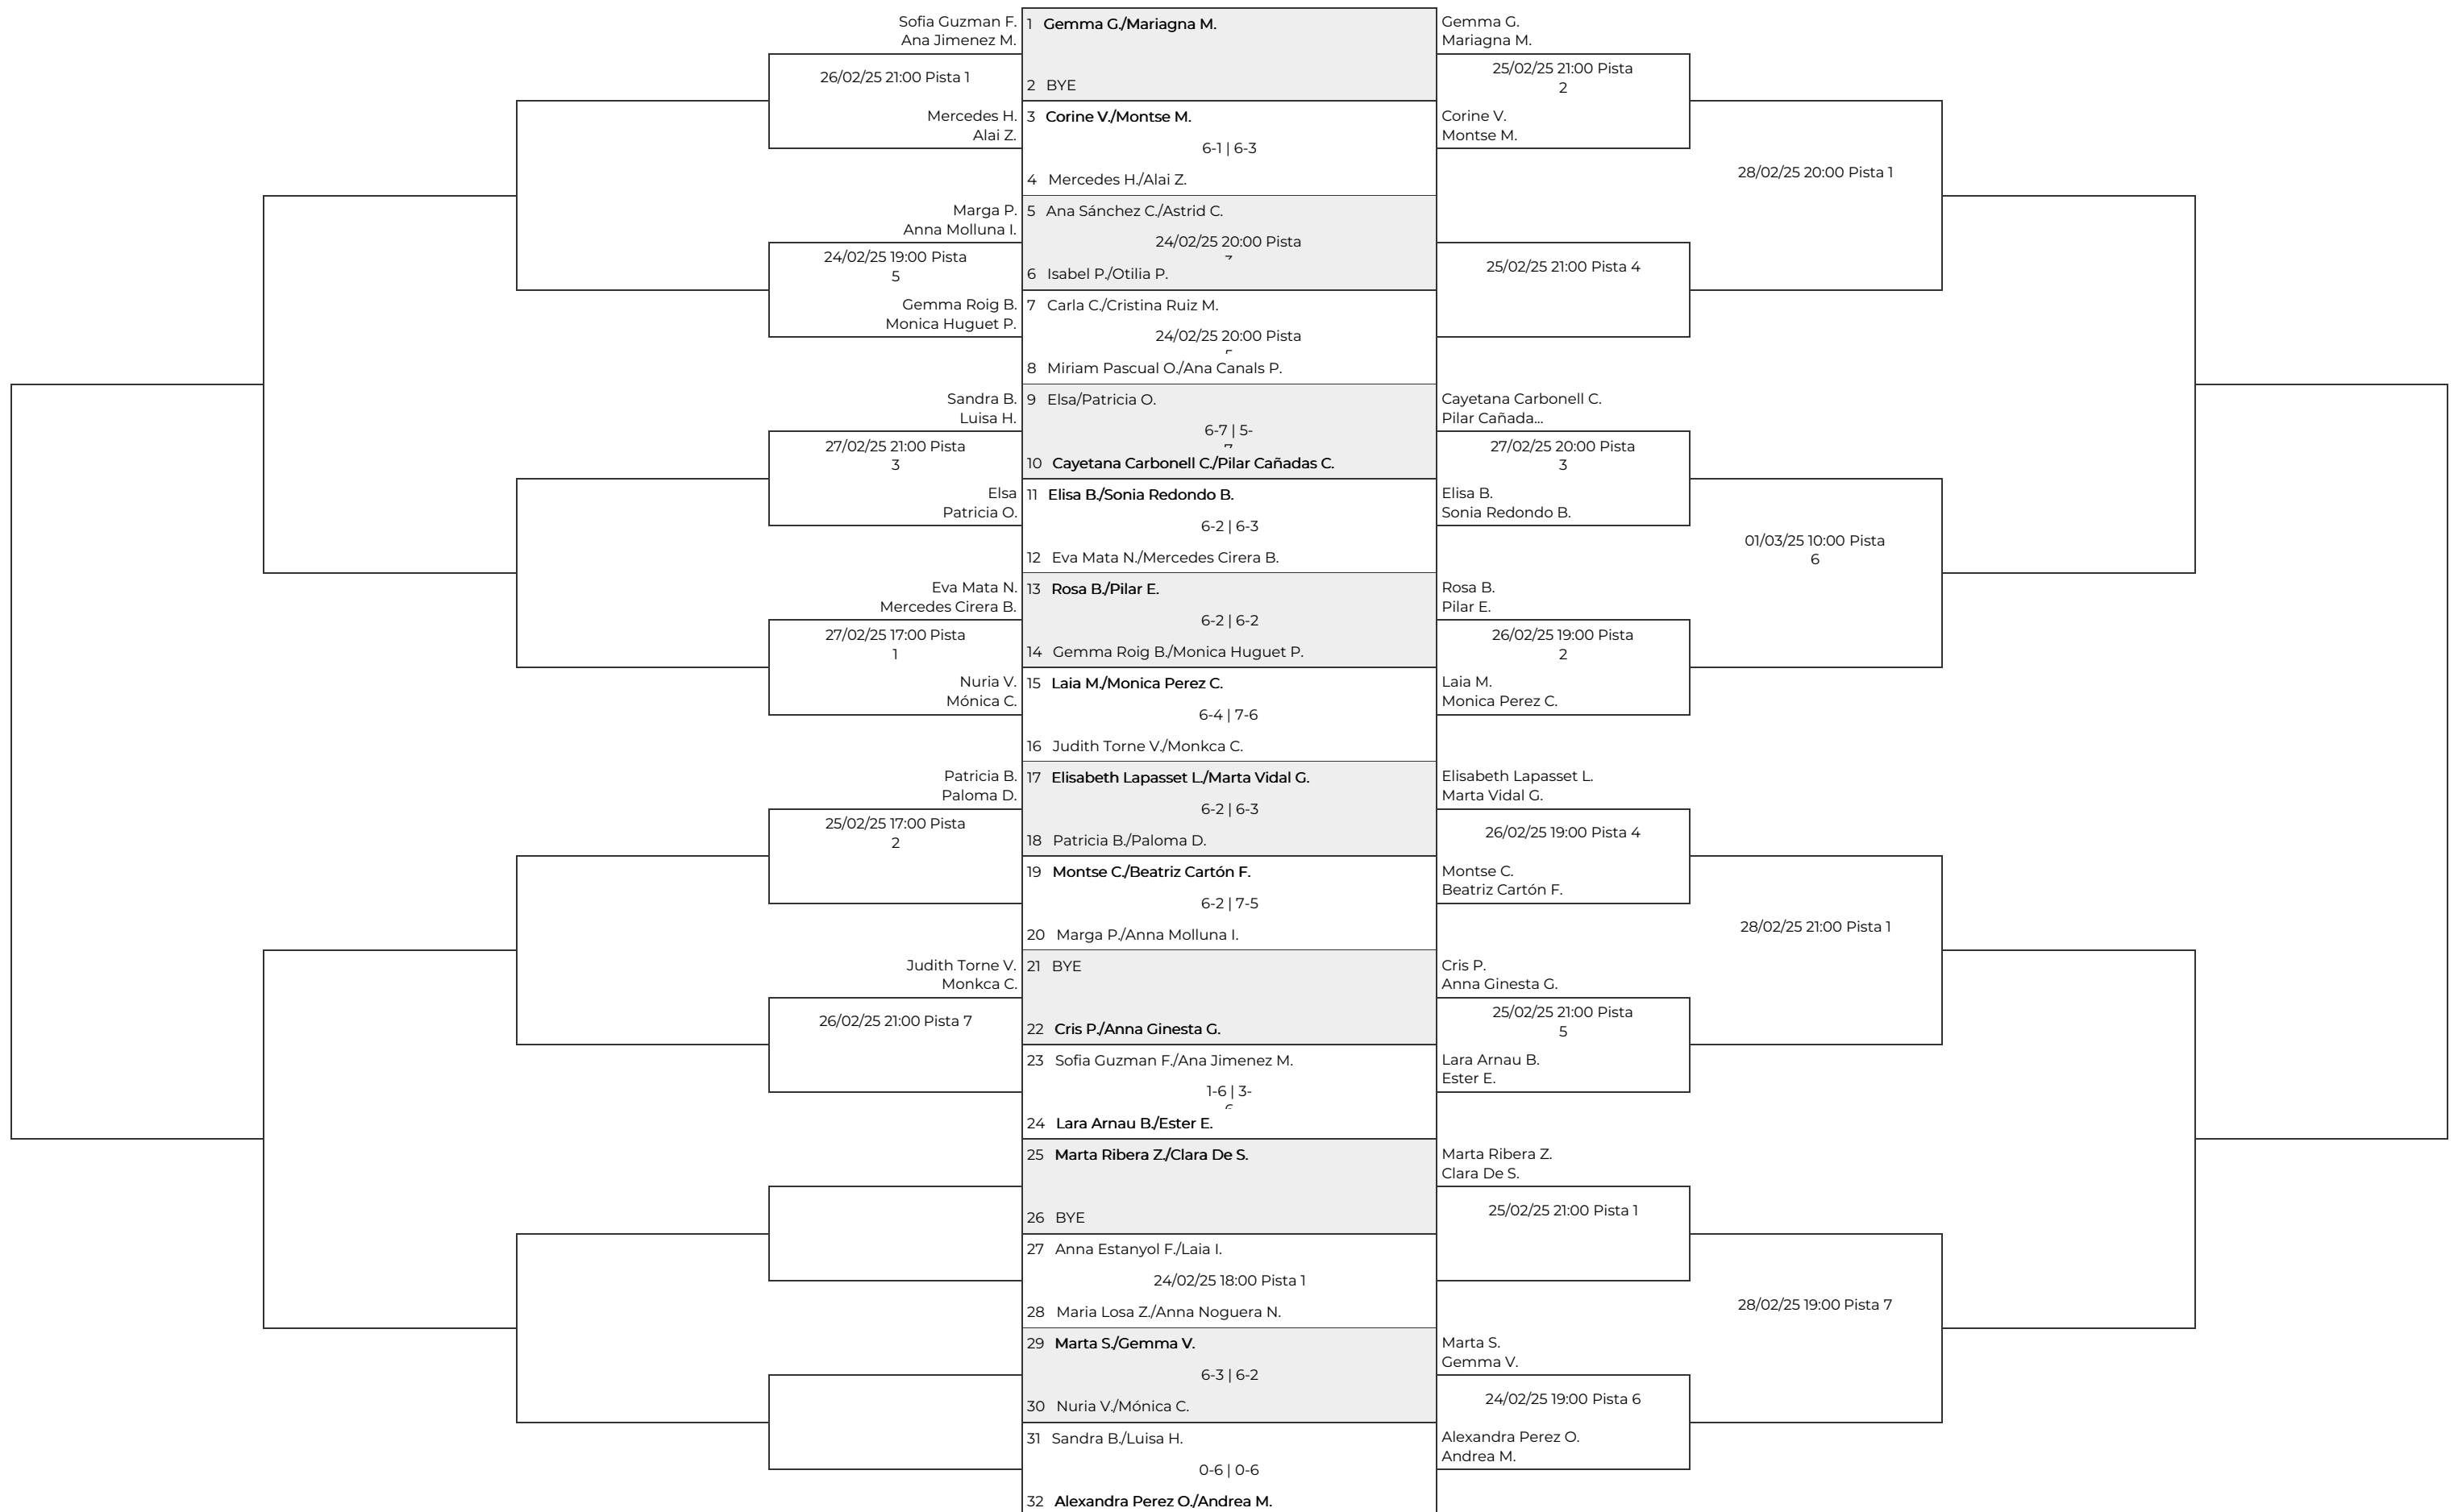 Sofia Guzman F.
Ana Jimenez M.
26/02/25 21:00 Pista 1
Mercedes H.
Alai Z.
Marga P.
Anna Molluna I.
24/02/25 19:00 Pista
5
Gemma Roig B.
Monica Huguet P.
Sandra B.
Luisa H.
27/02/25 21:00 Pista
3
Elsa
Patricia O.
Eva Mata N.
Mercedes Cirera B.
27/02/25 17:00 Pista
1
Nuria V.
Mónica C.
Patricia B.
Paloma D.
25/02/25 17:00 Pista
2
Judith Torne V.
Monkca C.
26/02/25 21:00 Pista 7
1 Gemma G./Mariagna M.
2 BYE
3 Corine V./Montse M.
6-1 | 6-3
4 Mercedes H./Alai Z.
5 Ana Sánchez C./Astrid C.
24/02/25 20:00 Pista
6 Isabel P./Otilia P.
7 Carla C./Cristina Ruiz M.
24/02/25 20:00 Pista
8 Miriam Pascual O./Ana Canals P.
9 Elsa/Patricia O.
6-7 | 5-
10 Cayetana Carbonell C./Pilar Cañadas C.
11 Elisa B./Sonia Redondo B.
6-2 | 6-3
12 Eva Mata N./Mercedes Cirera B.
13 Rosa B./Pilar E.
6-2 | 6-2
14 Gemma Roig B./Monica Huguet P.
15 Laia M./Monica Perez C.
6-4 | 7-6
16 Judith Torne V./Monkca C.
17 Elisabeth Lapasset L./Marta Vidal G.
6-2 | 6-3
18 Patricia B./Paloma D.
19 Montse C./Beatriz Cartón F.
6-2 | 7-5
20 Marga P./Anna Molluna I.
21 BYE
22 Cris P./Anna Ginesta G.
23 Sofia Guzman F./Ana Jimenez M.
1-6 | 3-
24 Lara Arnau B./Ester E.
25 Marta Ribera Z./Clara De S.
26 BYE
27 Anna Estanyol F./Laia I.
24/02/25 18:00 Pista 1
28 Maria Losa Z./Anna Noguera N.
29 Marta S./Gemma V.
6-3 | 6-2
30 Nuria V./Mónica C.
31 Sandra B./Luisa H.
0-6 | 0-6
32 Alexandra Perez O./Andrea M.
Gemma G.
Mariagna M.
25/02/25 21:00 Pista
2
Corine V.
Montse M.
25/02/25 21:00 Pista 4
Cayetana Carbonell C.
Pilar Cañada...
27/02/25 20:00 Pista
3
Elisa B.
Sonia Redondo B.
Rosa B.
Pilar E.
26/02/25 19:00 Pista
2
Laia M.
Monica Perez C.
Elisabeth Lapasset L.
Marta Vidal G.
26/02/25 19:00 Pista 4
Montse C.
Beatriz Cartón F.
Cris P.
Anna Ginesta G.
25/02/25 21:00 Pista
5
Lara Arnau B.
Ester E.
Marta Ribera Z.
Clara De S.
25/02/25 21:00 Pista 1
Marta S.
Gemma V.
24/02/25 19:00 Pista 6
Alexandra Perez O.
Andrea M.
28/02/25 20:00 Pista 1
01/03/25 10:00 Pista
6
28/02/25 21:00 Pista 1
28/02/25 19:00 Pista 7